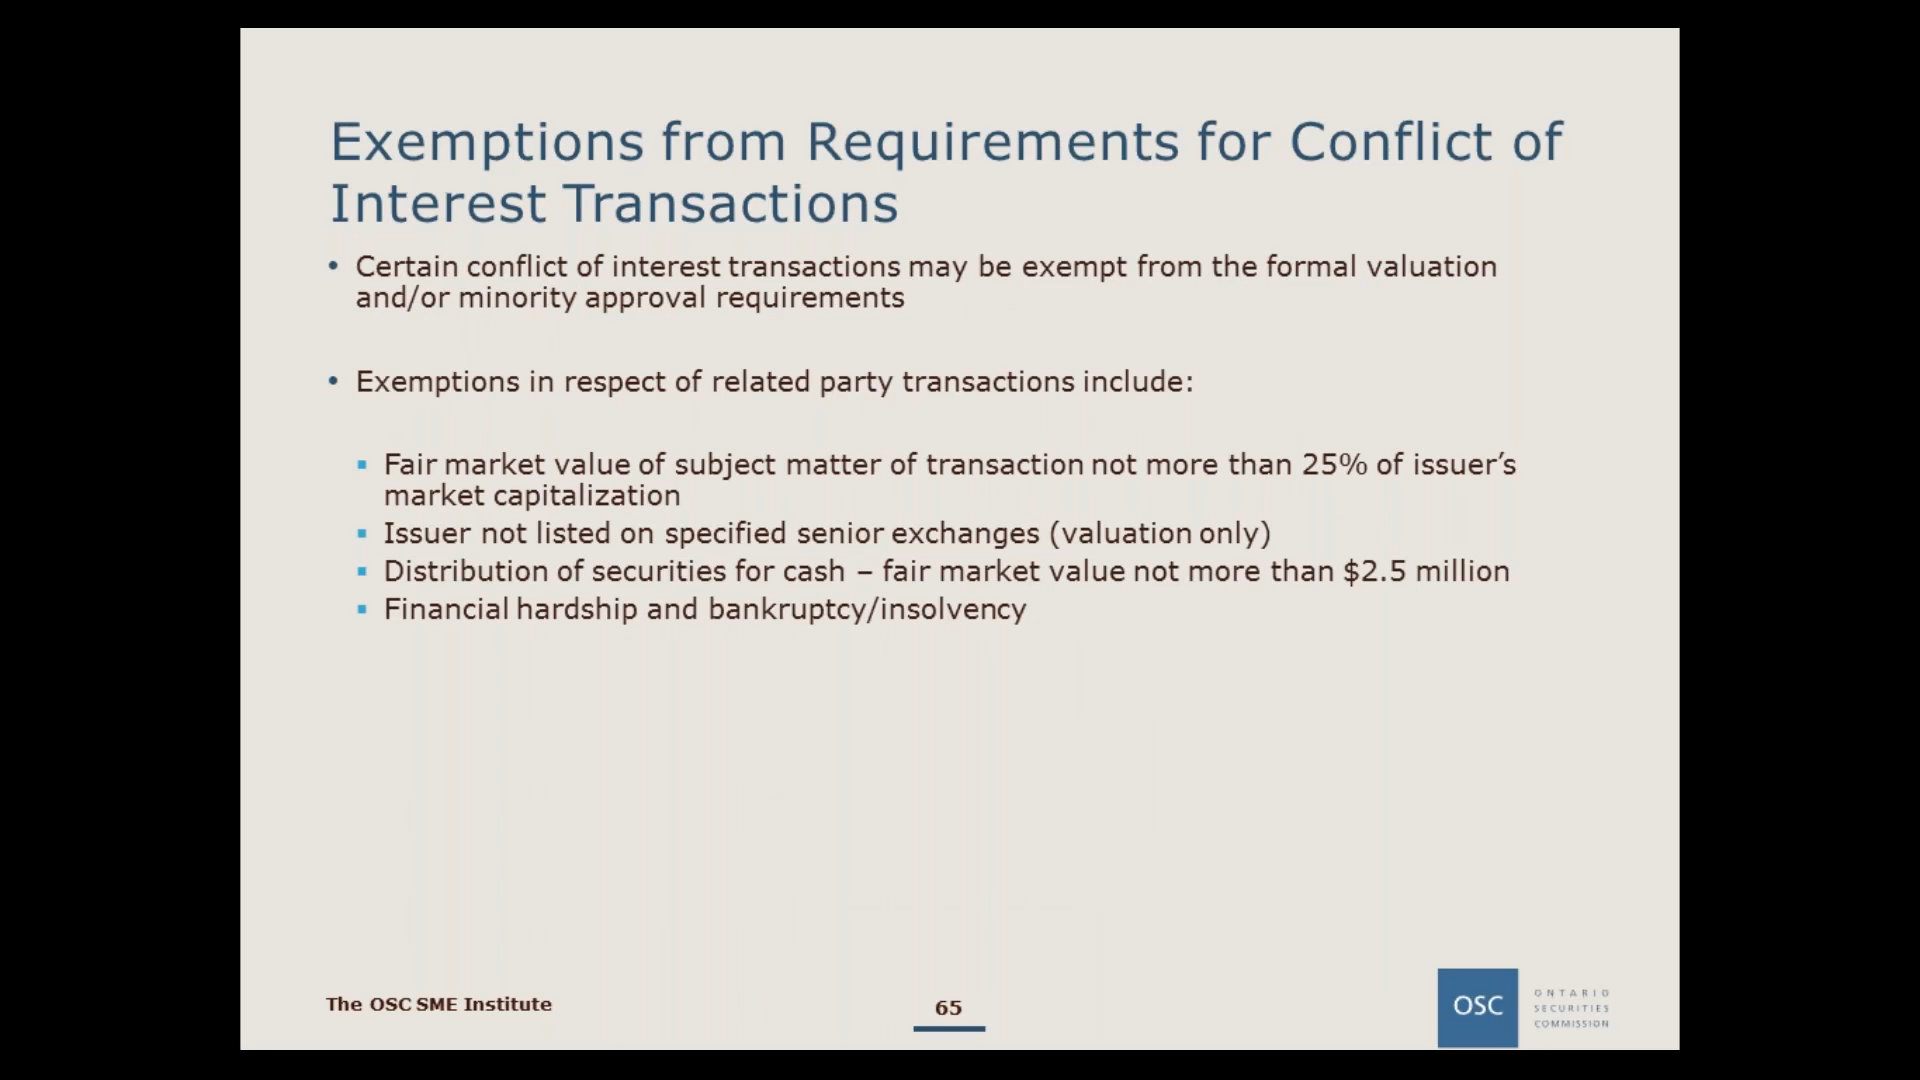 Exemptions from Requirements for Conflict of
Interest Transactions
• Certain conflict of interest transactions may be exempt from the formal valuation
and/or minority approval requirements
• Exemptions in respect of related party transactions include:
▪ Fair market value of subject matter of transaction not more than 25% of issuer’s
market capitalization
▪ Issuer not listed on specified senior exchanges (valuation only)
▪ Distribution of securities for cash – fair market value not more than $2.5 million
▪ Financial hardship and bankruptcy/insolvency
The OSC SME Institute
65
OSC
ONTARIO
SECURITIES
COMMISSION